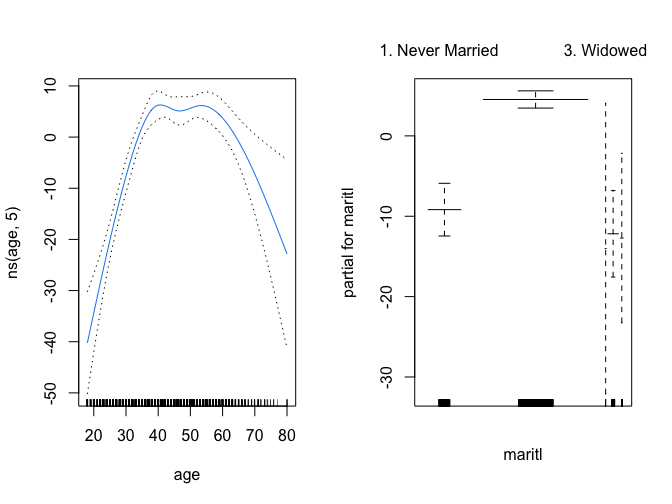 1. Never Married 3. Widowed
10
0
-10
-20
-30
-40
-50
ns(age, 5)
20 30 40 50 60 70 80
age
0
-10
-20
-30
partial for maritl
maritl